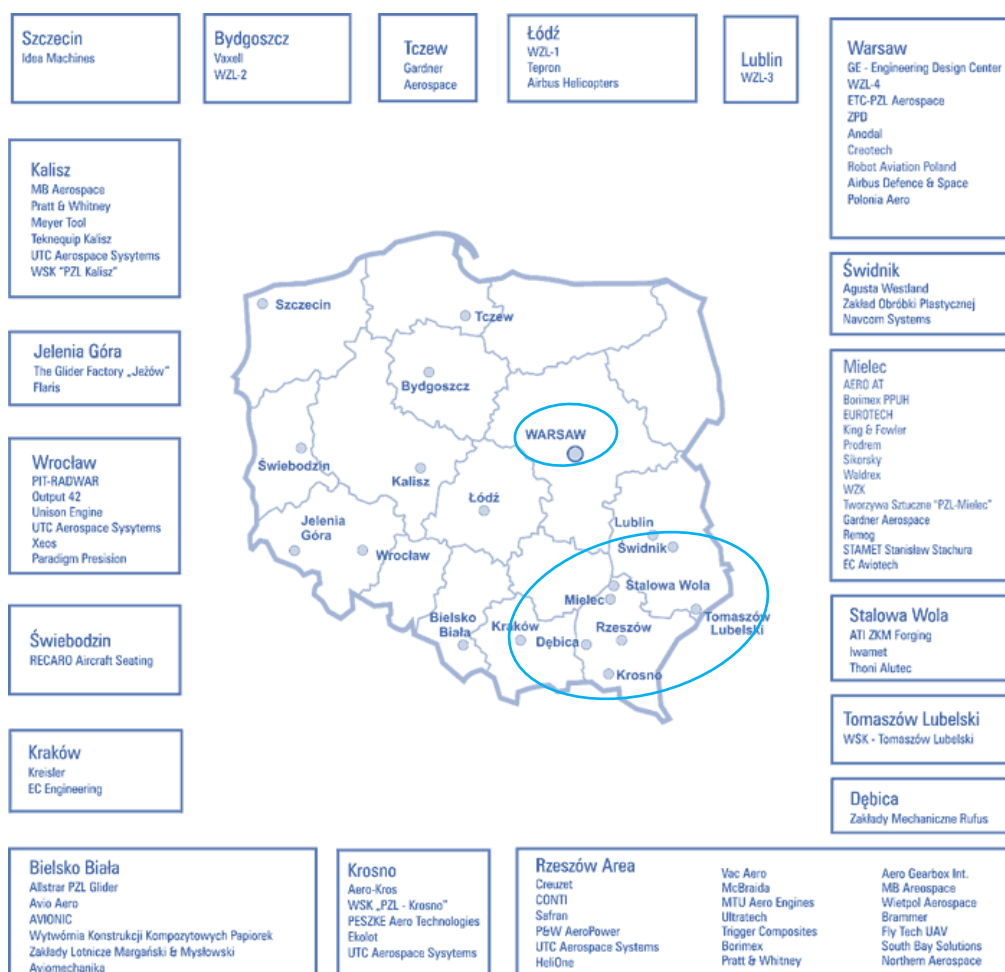 Szczecin
Idea Machines
Bydgoszcz
Vaxell
WZL-2
Tczew
Gardner
Aerospace
Łódź
WZL-1
Tepron
Airbus Helicopters
Lublin
WZL-3
Warsaw
GE - Engineering Design Center
WZL-4
ETC-PZL Aerospace
ZPD
Anodal
Creotech
Robot Aviation Poland
Airbus Defence & Space
Polonia Aero
Kalisz
MB Aerospace
Pratt & Whitney
Meyer Tool
Teknequip Kalisz
UTC Aerospace Sysytems
WSK "PZL Kalisz"
Świdnik
Agusta Westland
Zakład Obróbki Plastycznej
Navcom Systems
Jelenia Góra
The Glider Factory „Jeżów"
Flaris
Mielec
AERO AT
Borimex PPUH
EUROTECH
King & Fowler
Prodrem
Sikorsky
Waldrex
WZK
Tworzywa Sztuczne "PZL-Mielec"
Gardner Aerospace
Remog
STAMET Stanisław Stachura
EC Aviotech
Wrocław
PIT-RADWAR
Output 42
Unison Engine
UTC Aerospace Sysytems
Xeos
Paradigm Presision
Szczecin
Tczew
Bydgoszcz
WARSAW
Świebodzin
Kalisz
Łódź
Jelenia
Góra
Wrocław
Lublin
Świdnik
Stalowa Wola
Mielec
Tomaszów
Lubelski
Bielsko
Biała
Kraków
Dębica
Rzeszów
Krosno
Świebodzin
RECARO Aircraft Seating
Stalowa Wola
ATI ZKM Forging
Iwamet
Thoni Alutec
Tomaszów Lubelski
WSK - Tomaszów Lubelski
Kraków
Kreisler
EC Engineering
Dębica
Zakłady Mechaniczne Rufus
Bielsko Biała
Allstrar PZL Glider
Avio Aero
AVIONIC
Wytwórnia Konstrukcji Kompozytowych Papiorek
Zakłady Lotnicze Margański & Mysłowski
Aviomechanika
Krosno
Aero-Kros
WSK „PZL - Krosno"
PESZKE Aero Technologies
Ekolot
UTC Aerospace Sysytems
Rzeszów Area
Creuzet
CONTI
Safran
P&W AeroPower
UTC Aerospace Systems
HeliOne
Vac Aero
McBraida
MTU Aero Engines
Ultratech
Trigger Composites
Borimex
Pratt & Whitney
Aero Gearbox Int.
MB Areospace
Wietpol Aerospace
Brammer
Fly Tech UAV
South Bay Solutions
Northern Aerospace